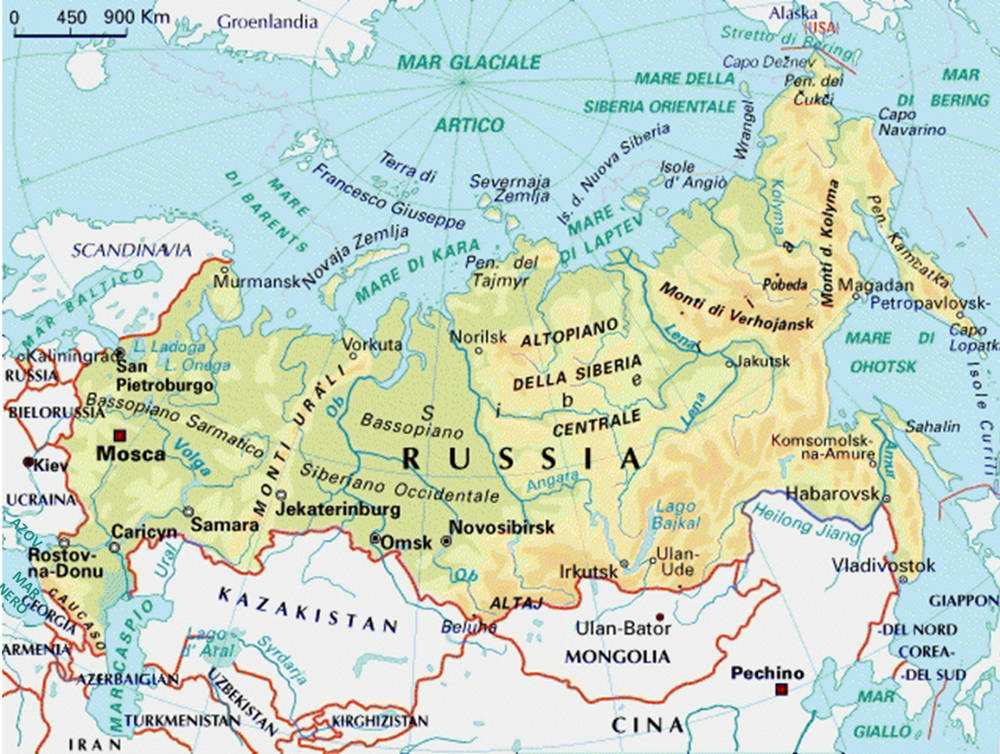 0 450 900 Km
Groenlandia
Alaska
(USA)
Stretto di Bering
MAR GLACIALE
ARTICO
MARE DELLA
SIBERIA ORIENTALE
Capo Dežnev
Pen. dei
Čukči
MAR
DI BERING
Capo
Navarino
Wrangel
Is. d. Nuova Siberia
Isole
d' Angiò
Terra di
Francesco Giuseppe
Severnaja
Zemlja
MARE
DI BARENTS
MARE
DI LAPTEV
Kolyma
Monti d. Kolyma
Pen. Kamčatka
SCANDINAVIA
Novaja Zemlja
MARE DI KARA
Pen. del
Tajmyr
Murmansk
MAR BALTICO
Pobeda
Magadan
Petropavlovsk-
Monti di Verhojansk
Capo
Lopatka
MARE DI
OHOTSK
Isole Curili
L. Ladoga
L. Onega
Kaliningrad
RUSSIA
San
Pietroburgo
Vorkuta
Norilsk
ALTOPIANO
DELLA SIBERIA
CENTRALE
Lena
Jakutsk
Lena
BIELORUSSIA
Bassopiano Sarmatico
MONTI URALI
Ob
Bassopiano
Siberiano Occidentale
S i b e r i a
RUSSIA
Sahalin
Mosca
Volga
Kiev
UCRAINA
Angara
Komsomolsk-
na-Amure
Amur
Habarovsk
Heilong Jiang
Lago
Bajkal
Jekaterinburg
Samara
Caricyn
Omsk
Novosibirsk
AZOV
Rostov-
na-Donu
Ural
Ob
Irkutsk
Ulan-
Ude
Vladivostok
MAR
NERO
CAUCASO
GEORGIA
KAZAKISTAN
ALTAJ
Beluha
Ulan-Bator
MONGOLIA
GIAPPON
-DEL NORD
COREA-
-DEL SUD
ARMENIA
AZERBAIGIAN
MAR CASPIO
Lago
d' Aral
Syrdarja
UZBEKISTAN
Pechino
MAR
GIALLO
TURKMENISTAN
KIRGHIZISTAN
CINA
IRAN